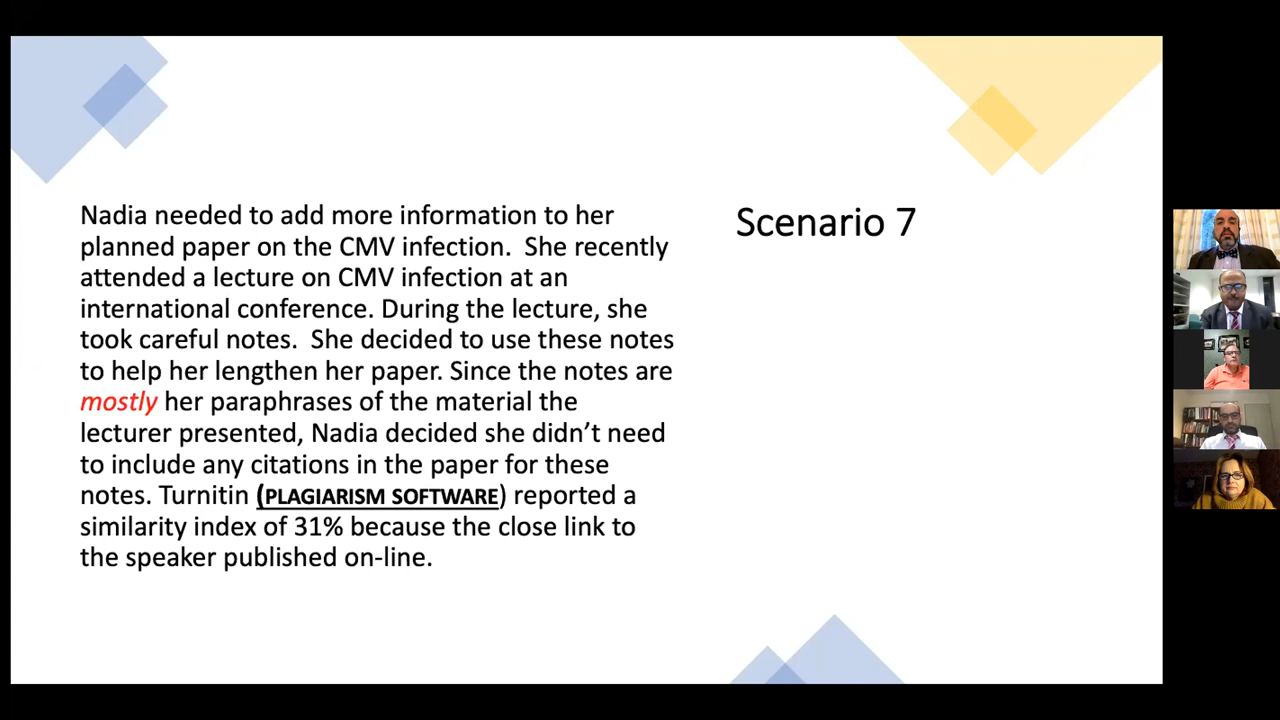 Nadia needed to add more information to her
planned paper on the CMV infection.  She recently
attended a lecture on CMV infection at an
international conference. During the lecture, she
took careful notes.  She decided to use these notes
to help her lengthen her paper. Since the notes are
mostly her paraphrases of the material the
lecturer presented, Nadia decided she didn’t need
to include any citations in the paper for these
notes. Turnitin (PLAGIARISM SOFTWARE) reported a
similarity index of 31% because the close link to
the speaker published on-line.
Scenario 7